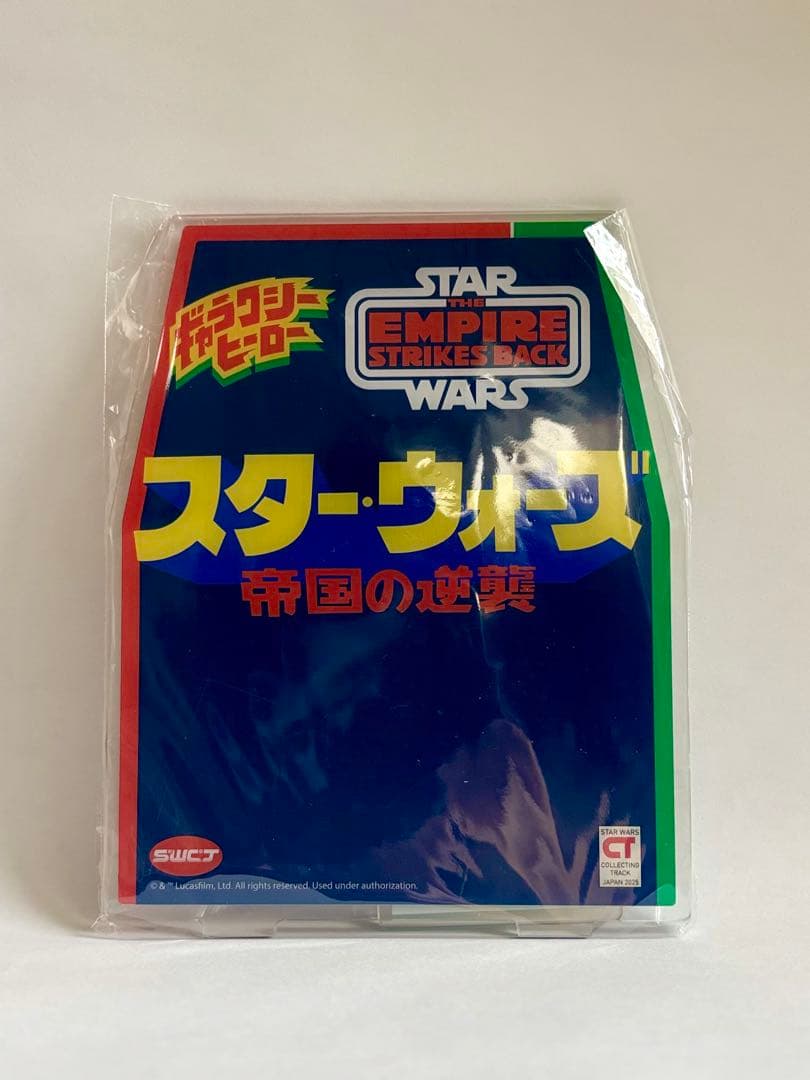 ギャラクシー
ヒーロー
STAR
THE
EMPIRE
STRIKES BACK
WARS
スター・ウォーズ
帝国の逆襲
SWCJ
© & ™ Lucasfilm, Ltd. All rights reserved. Used under authorization.
STAR WARS
CT
COLLECTING
TRACK
JAPAN 2025